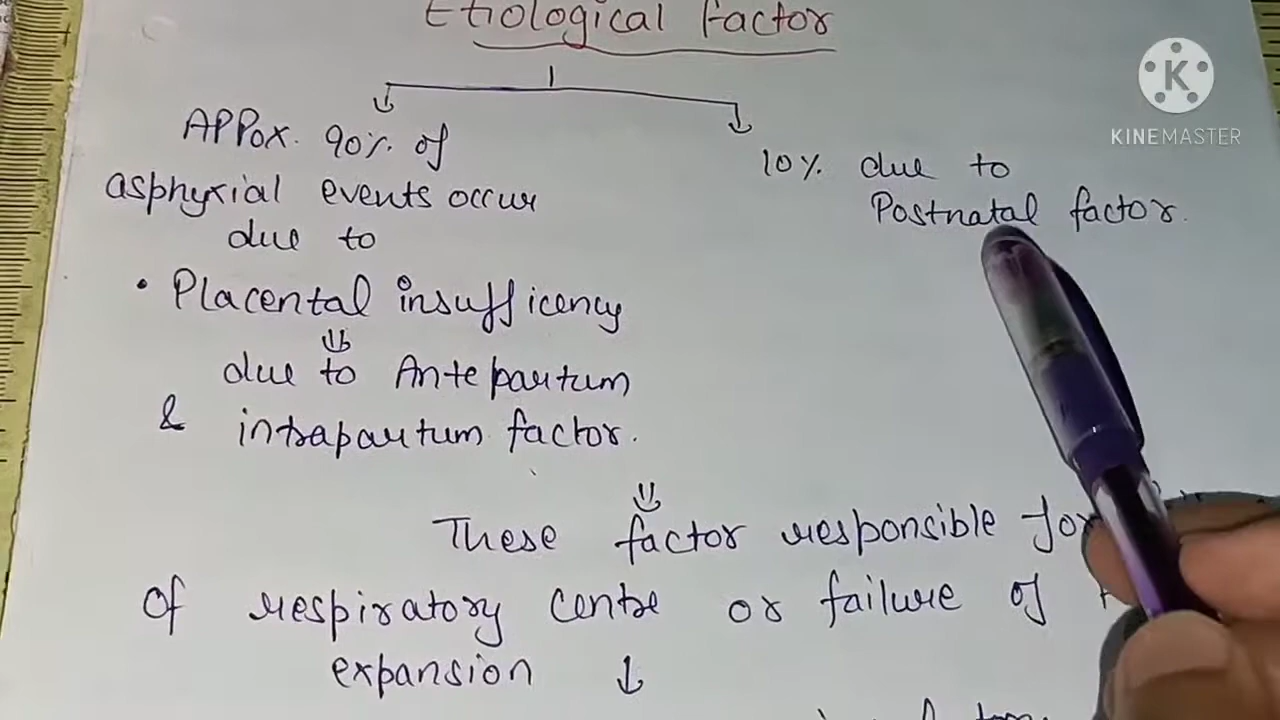 Etiological factor
APPox. 90% of
asphyxial events occur
due to
• Placental insufficency
due to Antepartum
& intrapartum factor.
10% due to
Postnatal factor.
These factor responsible for
of respiratory centre or failure of
expansion
K
KINEMASTER